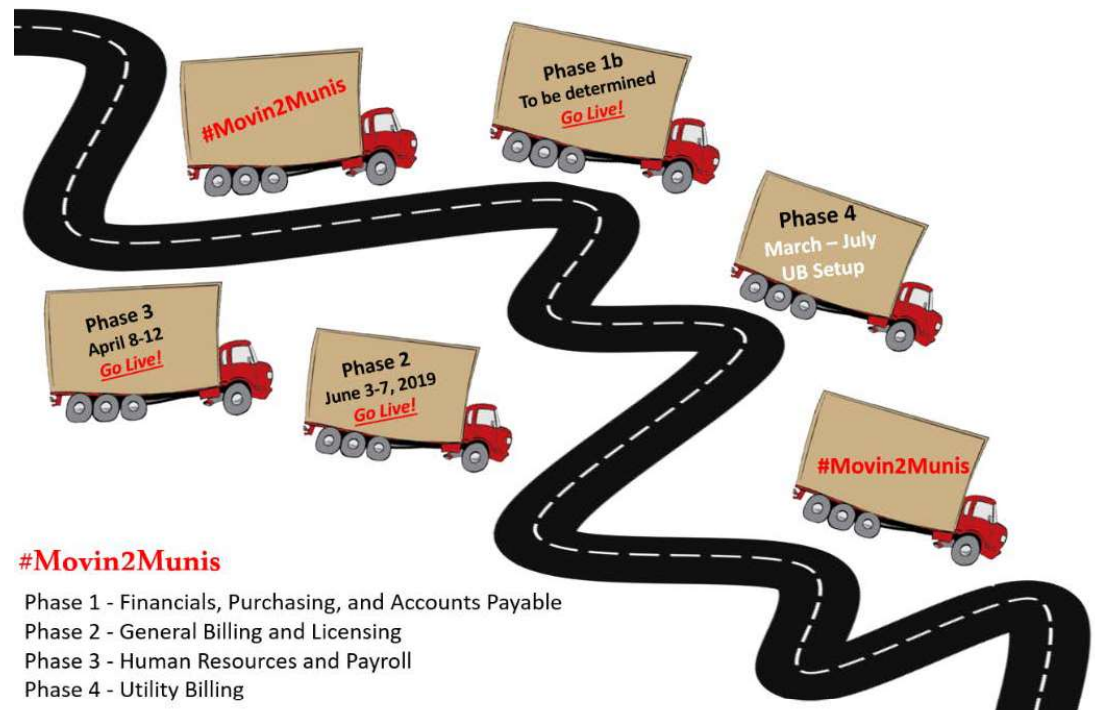 #Movin2Munis
Phase 1b
To be determined
Go Live!
Phase 4
March – July
UB Setup
Phase 3
April 8-12
Go Live!
Phase 2
June 3-7, 2019
Go Live!
#Movin2Munis
#Movin2Munis
Phase 1 - Financials, Purchasing, and Accounts Payable
Phase 2 - General Billing and Licensing
Phase 3 - Human Resources and Payroll
Phase 4 - Utility Billing